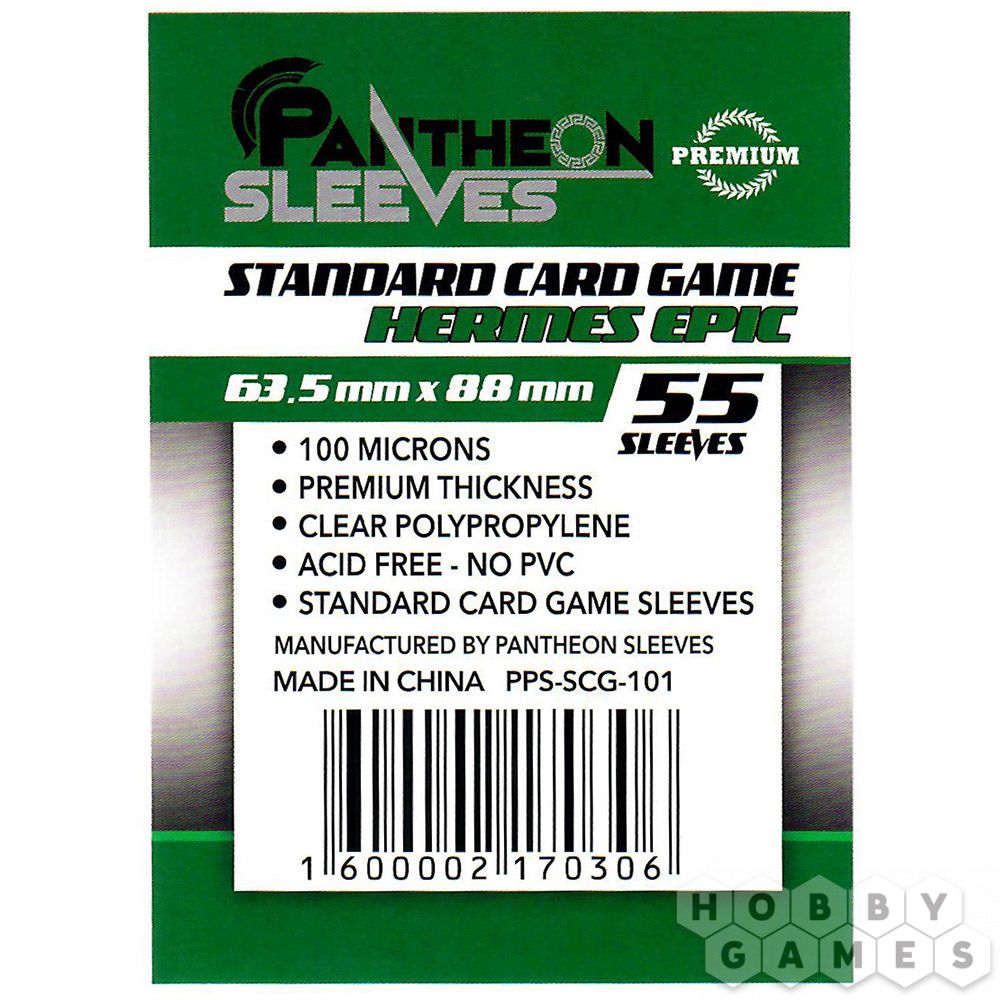 PANTHEON
SLEEVES
PREMIUM
STANDARD CARD GAME
HERMES EPIC
63.5 mm x 88 mm
55
SLEEVES
• 100 MICRONS
• PREMIUM THICKNESS
• CLEAR POLYPROPYLENE
• ACID FREE - NO PVC
• STANDARD CARD GAME SLEEVES
MANUFACTURED BY PANTHEON SLEEVES
MADE IN CHINA PPS-SCG-101
1 600002 170306
HOBBY
GAMES